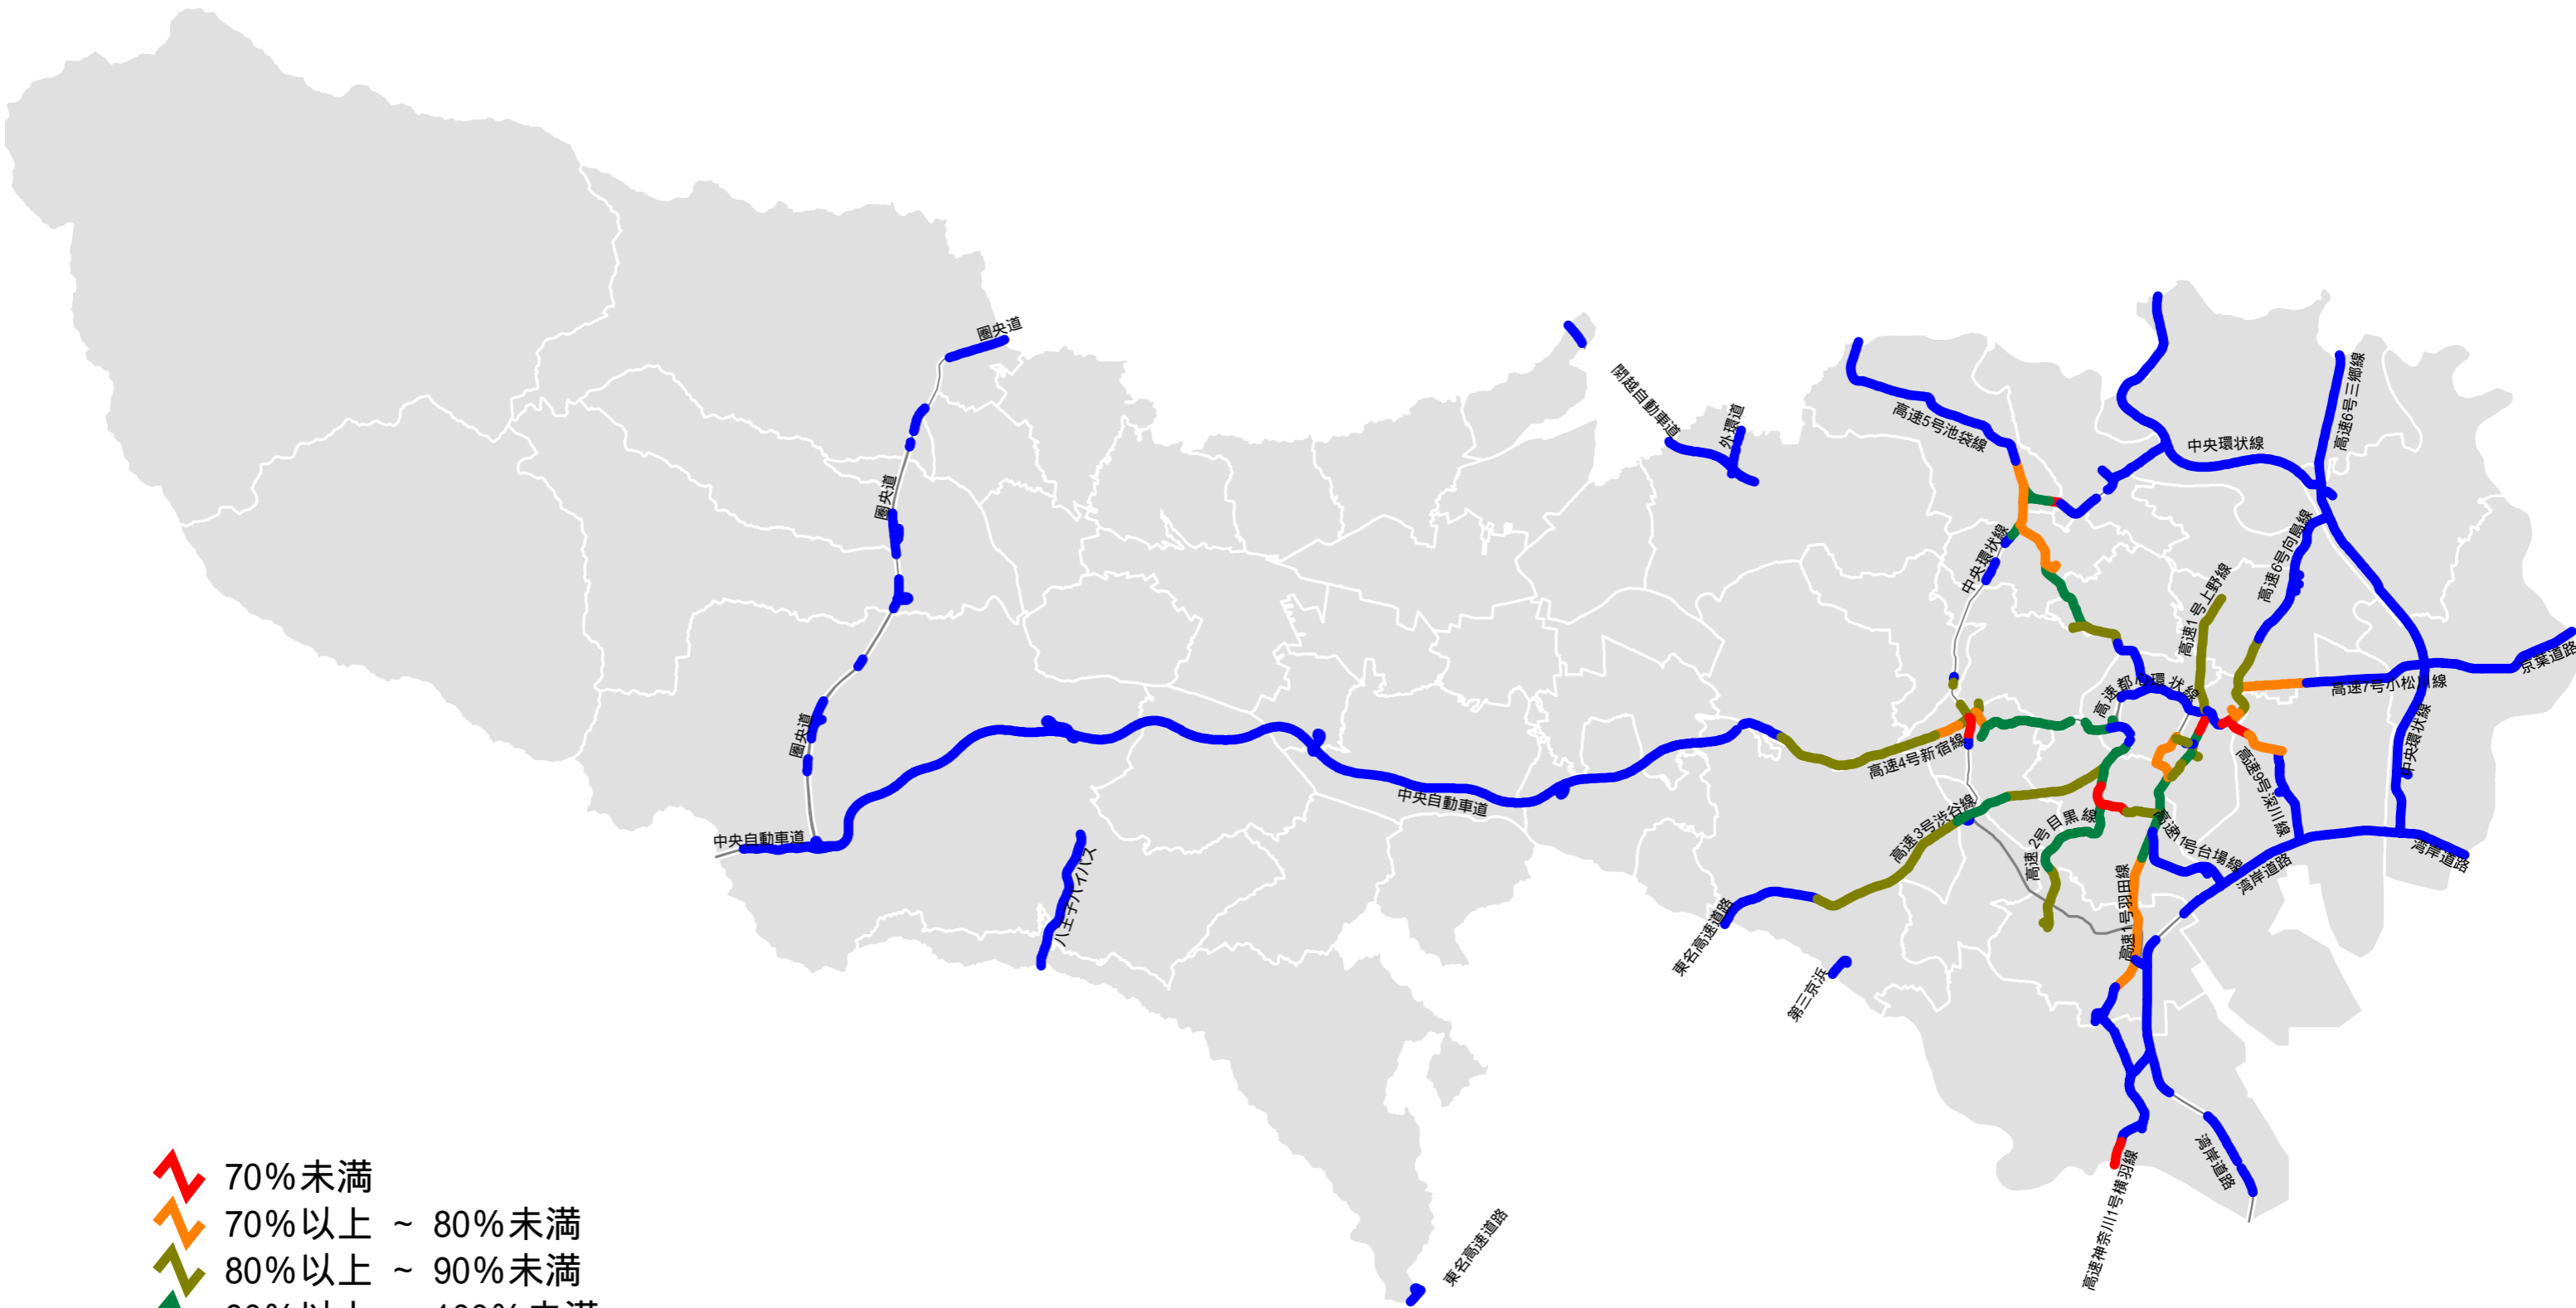 圏央道
関越自動車道
外環道
高速5号池袋線
中央環状線
高速6号三郷線
圏央道
中央環状線
高速6号向島線
高速1号上野線
京葉道路
高速7号小松川線
高速都心環状線
圏央道
高速4号新宿線
中央環状線
高速9号深川線
中央自動車道
中央自動車道
高速3号渋谷線
高速2号目黒線
高速11号台場線
湾岸道路
湾岸道路
八王子バイパス
高速1号羽田線
東名高速道路
第三京浜
湾岸道路
高速神奈川1号横羽線
東名高速道路
70%未満
70%以上 ~ 80%未満
80%以上 ~ 90%未満